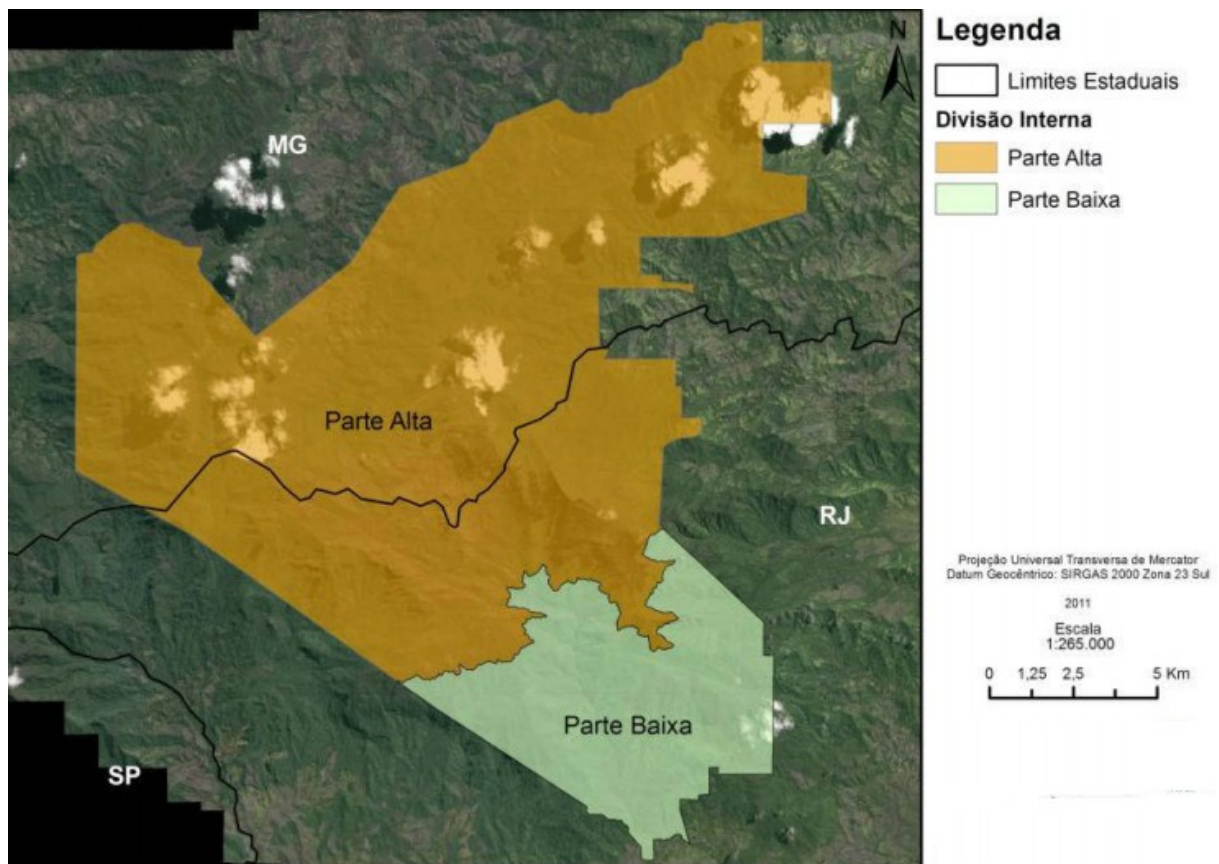 N
MG
Parte Alta
RJ
Parte Baixa
SP
Legenda
Limites Estaduais
Divisão Interna
Parte Alta
Parte Baixa
Projeção Universal Transversa de Mercator
Datum Geocêntrico: SIRGAS 2000 Zona 23 Sul
2011
Escala
1:265.000
0 1,25 2,5 5 Km